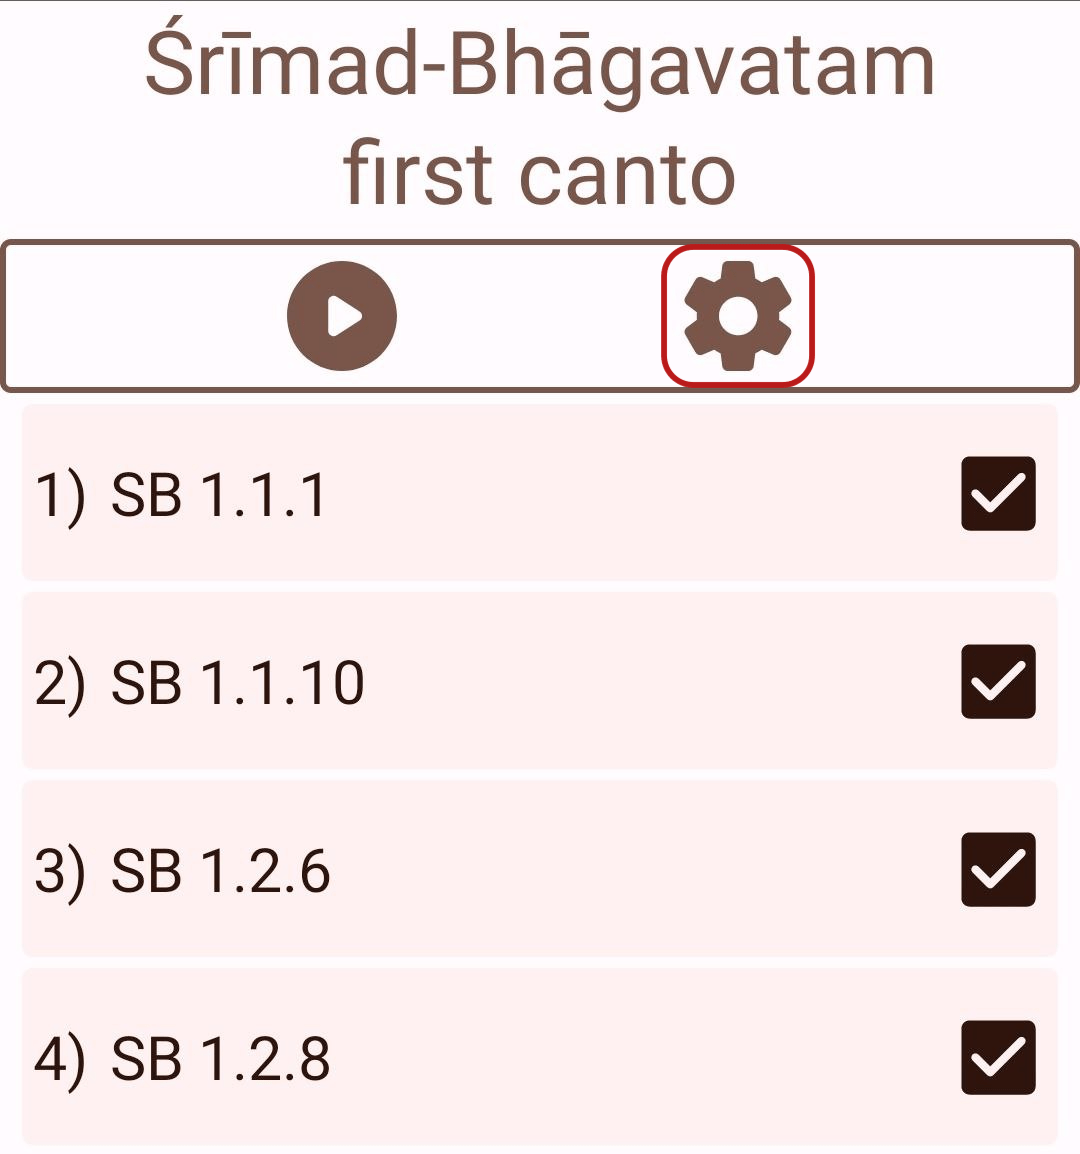 Śrīmad-Bhāgavatam
first canto
1) SB 1.1.1
2) SB 1.1.10
3) SB 1.2.6
4) SB 1.2.8